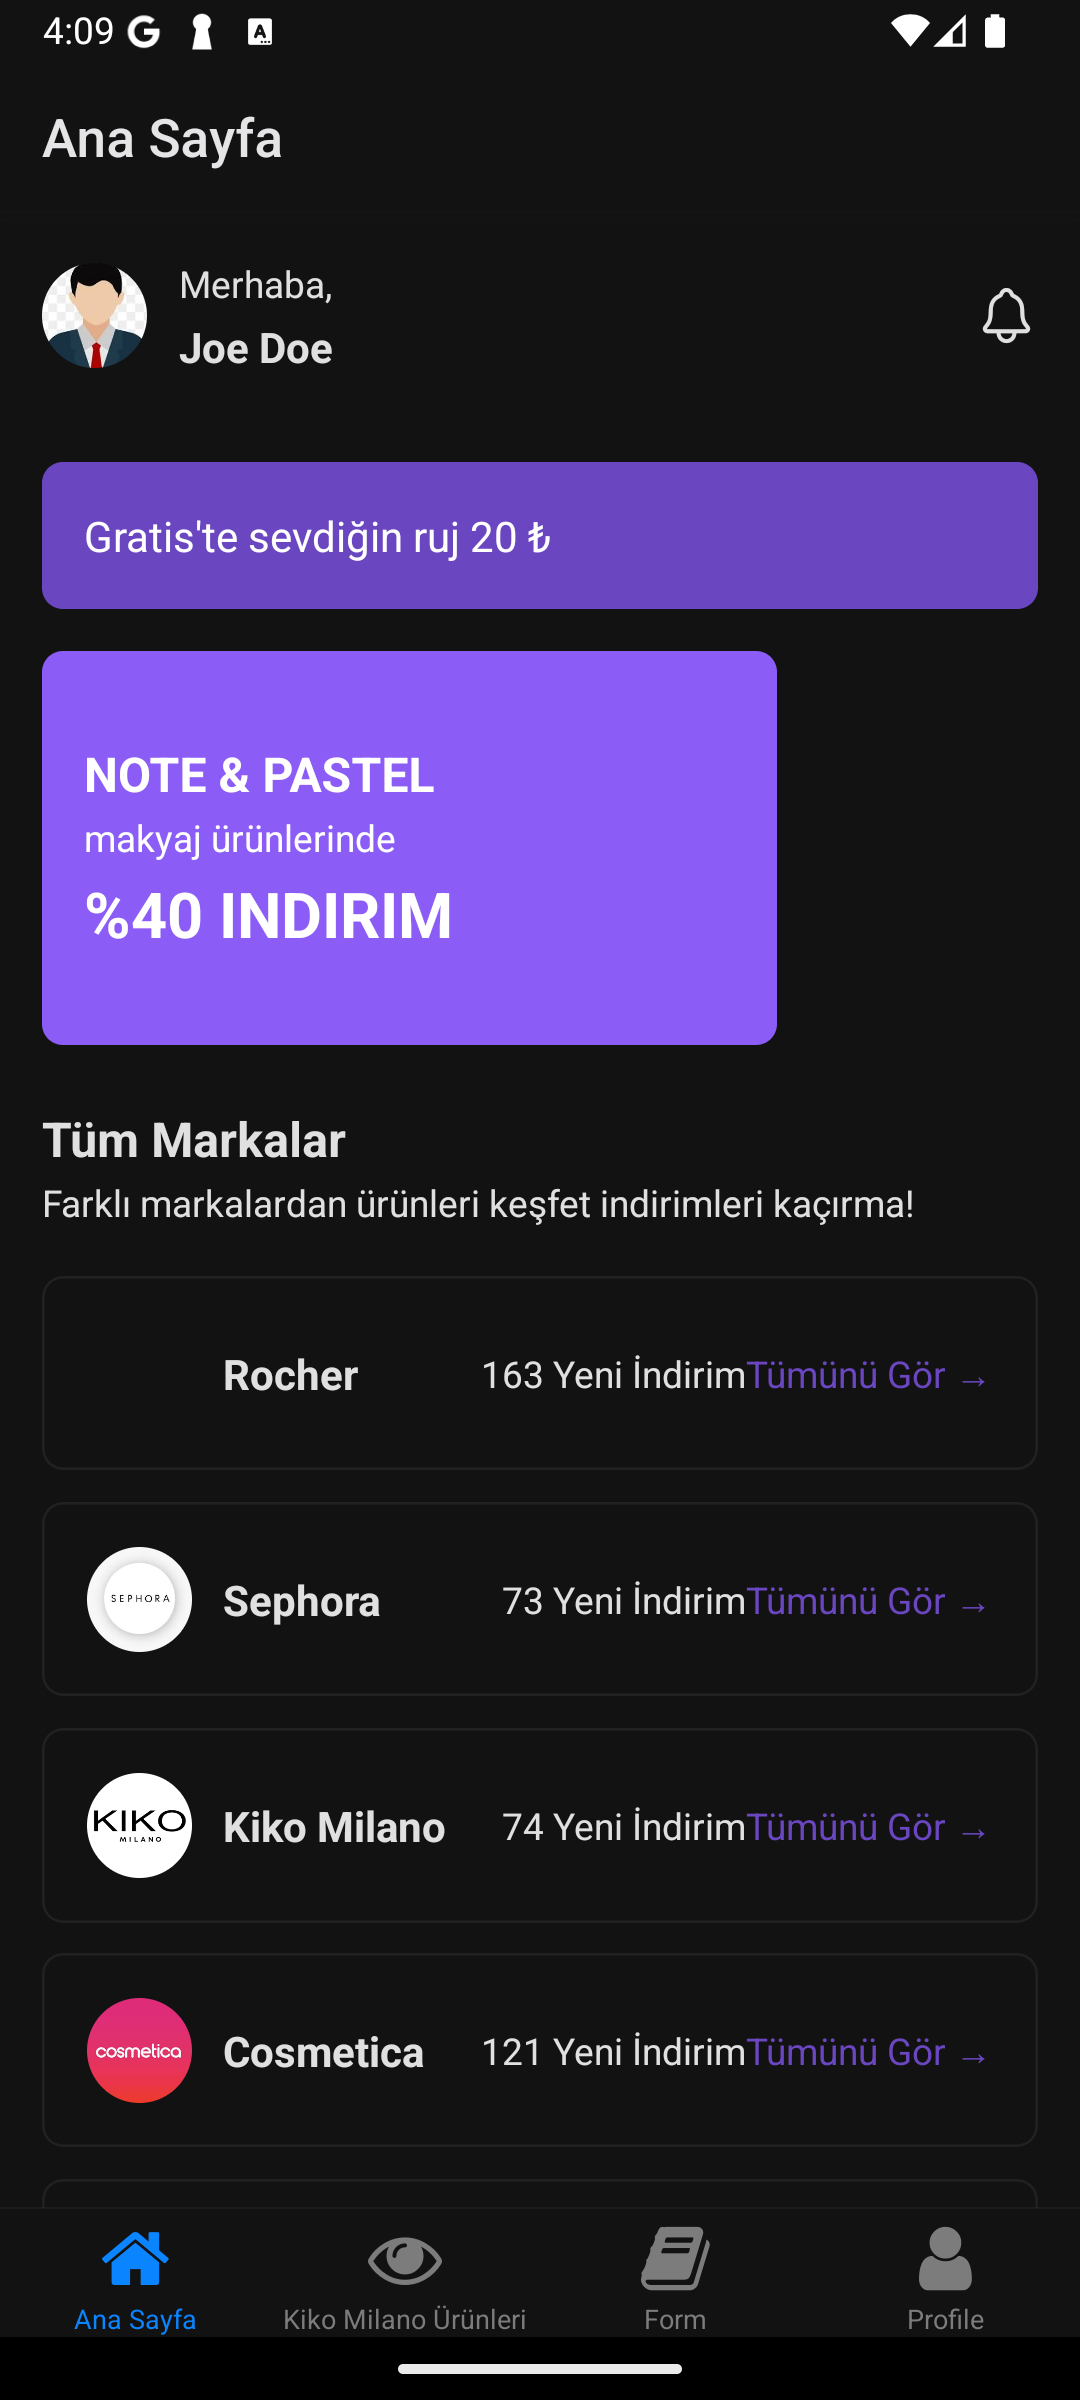 4:09
Ana Sayfa
Merhaba,
Joe Doe
Gratis'te sevdiğin ruj 20 ₺
NOTE & PASTEL
makyaj ürünlerinde
%40 INDIRIM
Tüm Markalar
Farklı markalardan ürünleri keşfet indirimleri kaçırma!
Rocher 163 Yeni İndirim Tümünü Gör →
SEPHORA Sephora 73 Yeni İndirim Tümünü Gör →
KIKO
MILANO
Kiko Milano 74 Yeni İndirim Tümünü Gör →
cosmetica Cosmetica 121 Yeni İndirim Tümünü Gör →
Ana Sayfa Kiko Milano Ürünleri Form Profile